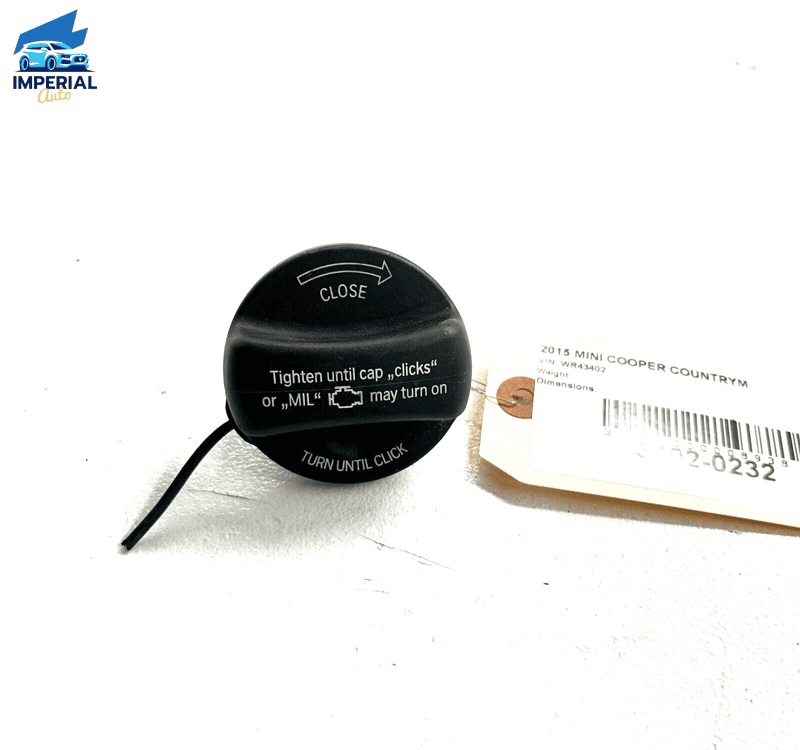 IMPERIAL
Auto
CLOSE
Tighten until cap „clicks“
or „MIL“ may turn on
TURN UNTIL CLICK
2015 MINI COOPER COUNTRYM
VIN: WR43402
Weight:
Dimensions:
2-0232